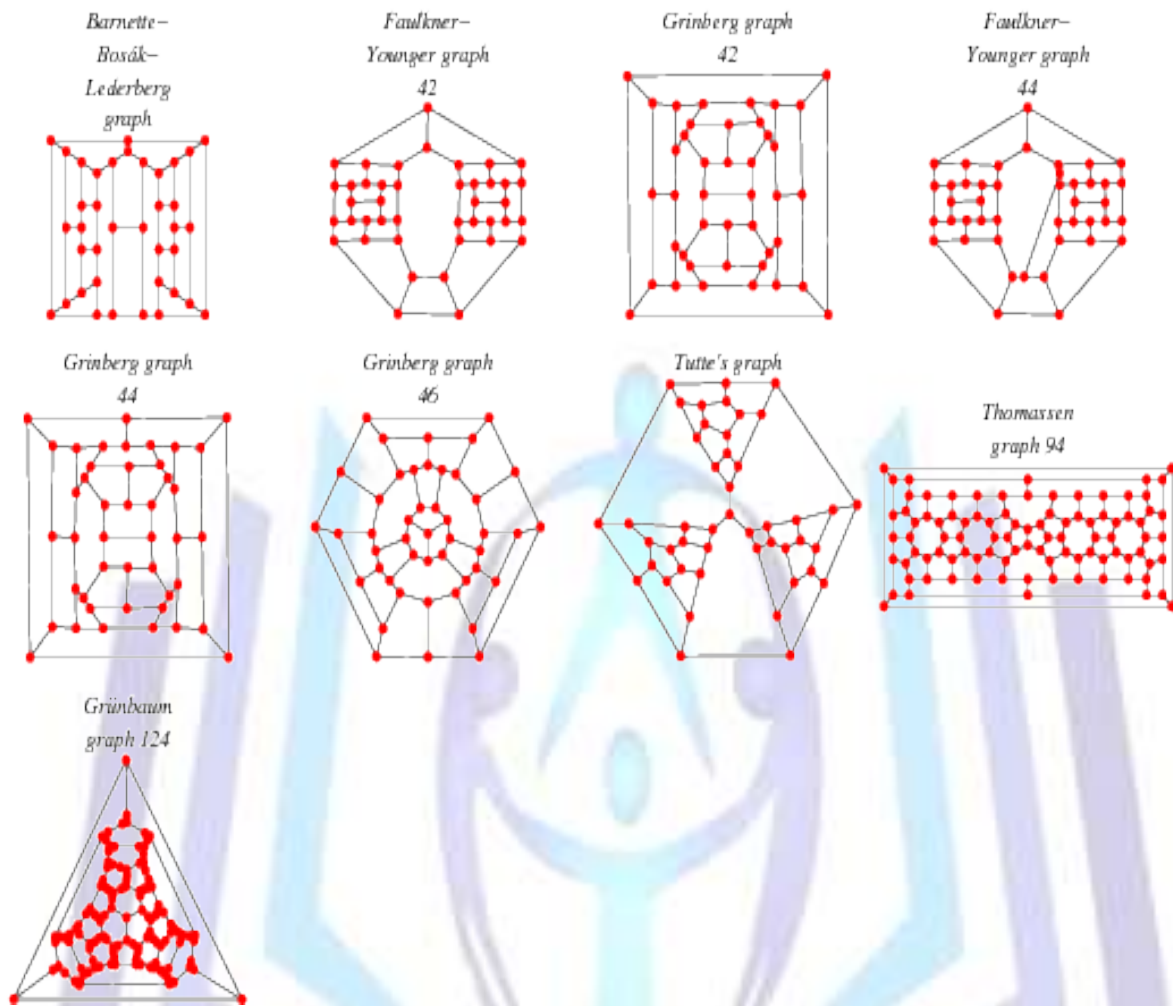 Barnette–
Bosák–
Lederberg
graph
Faulkner–
Younger graph
42
Grinberg graph
42
Faulkner–
Younger graph
44
Grinberg graph
44
Grinberg graph
46
Tutte's graph
Thomassen
graph 94
Grünbaum
graph 124